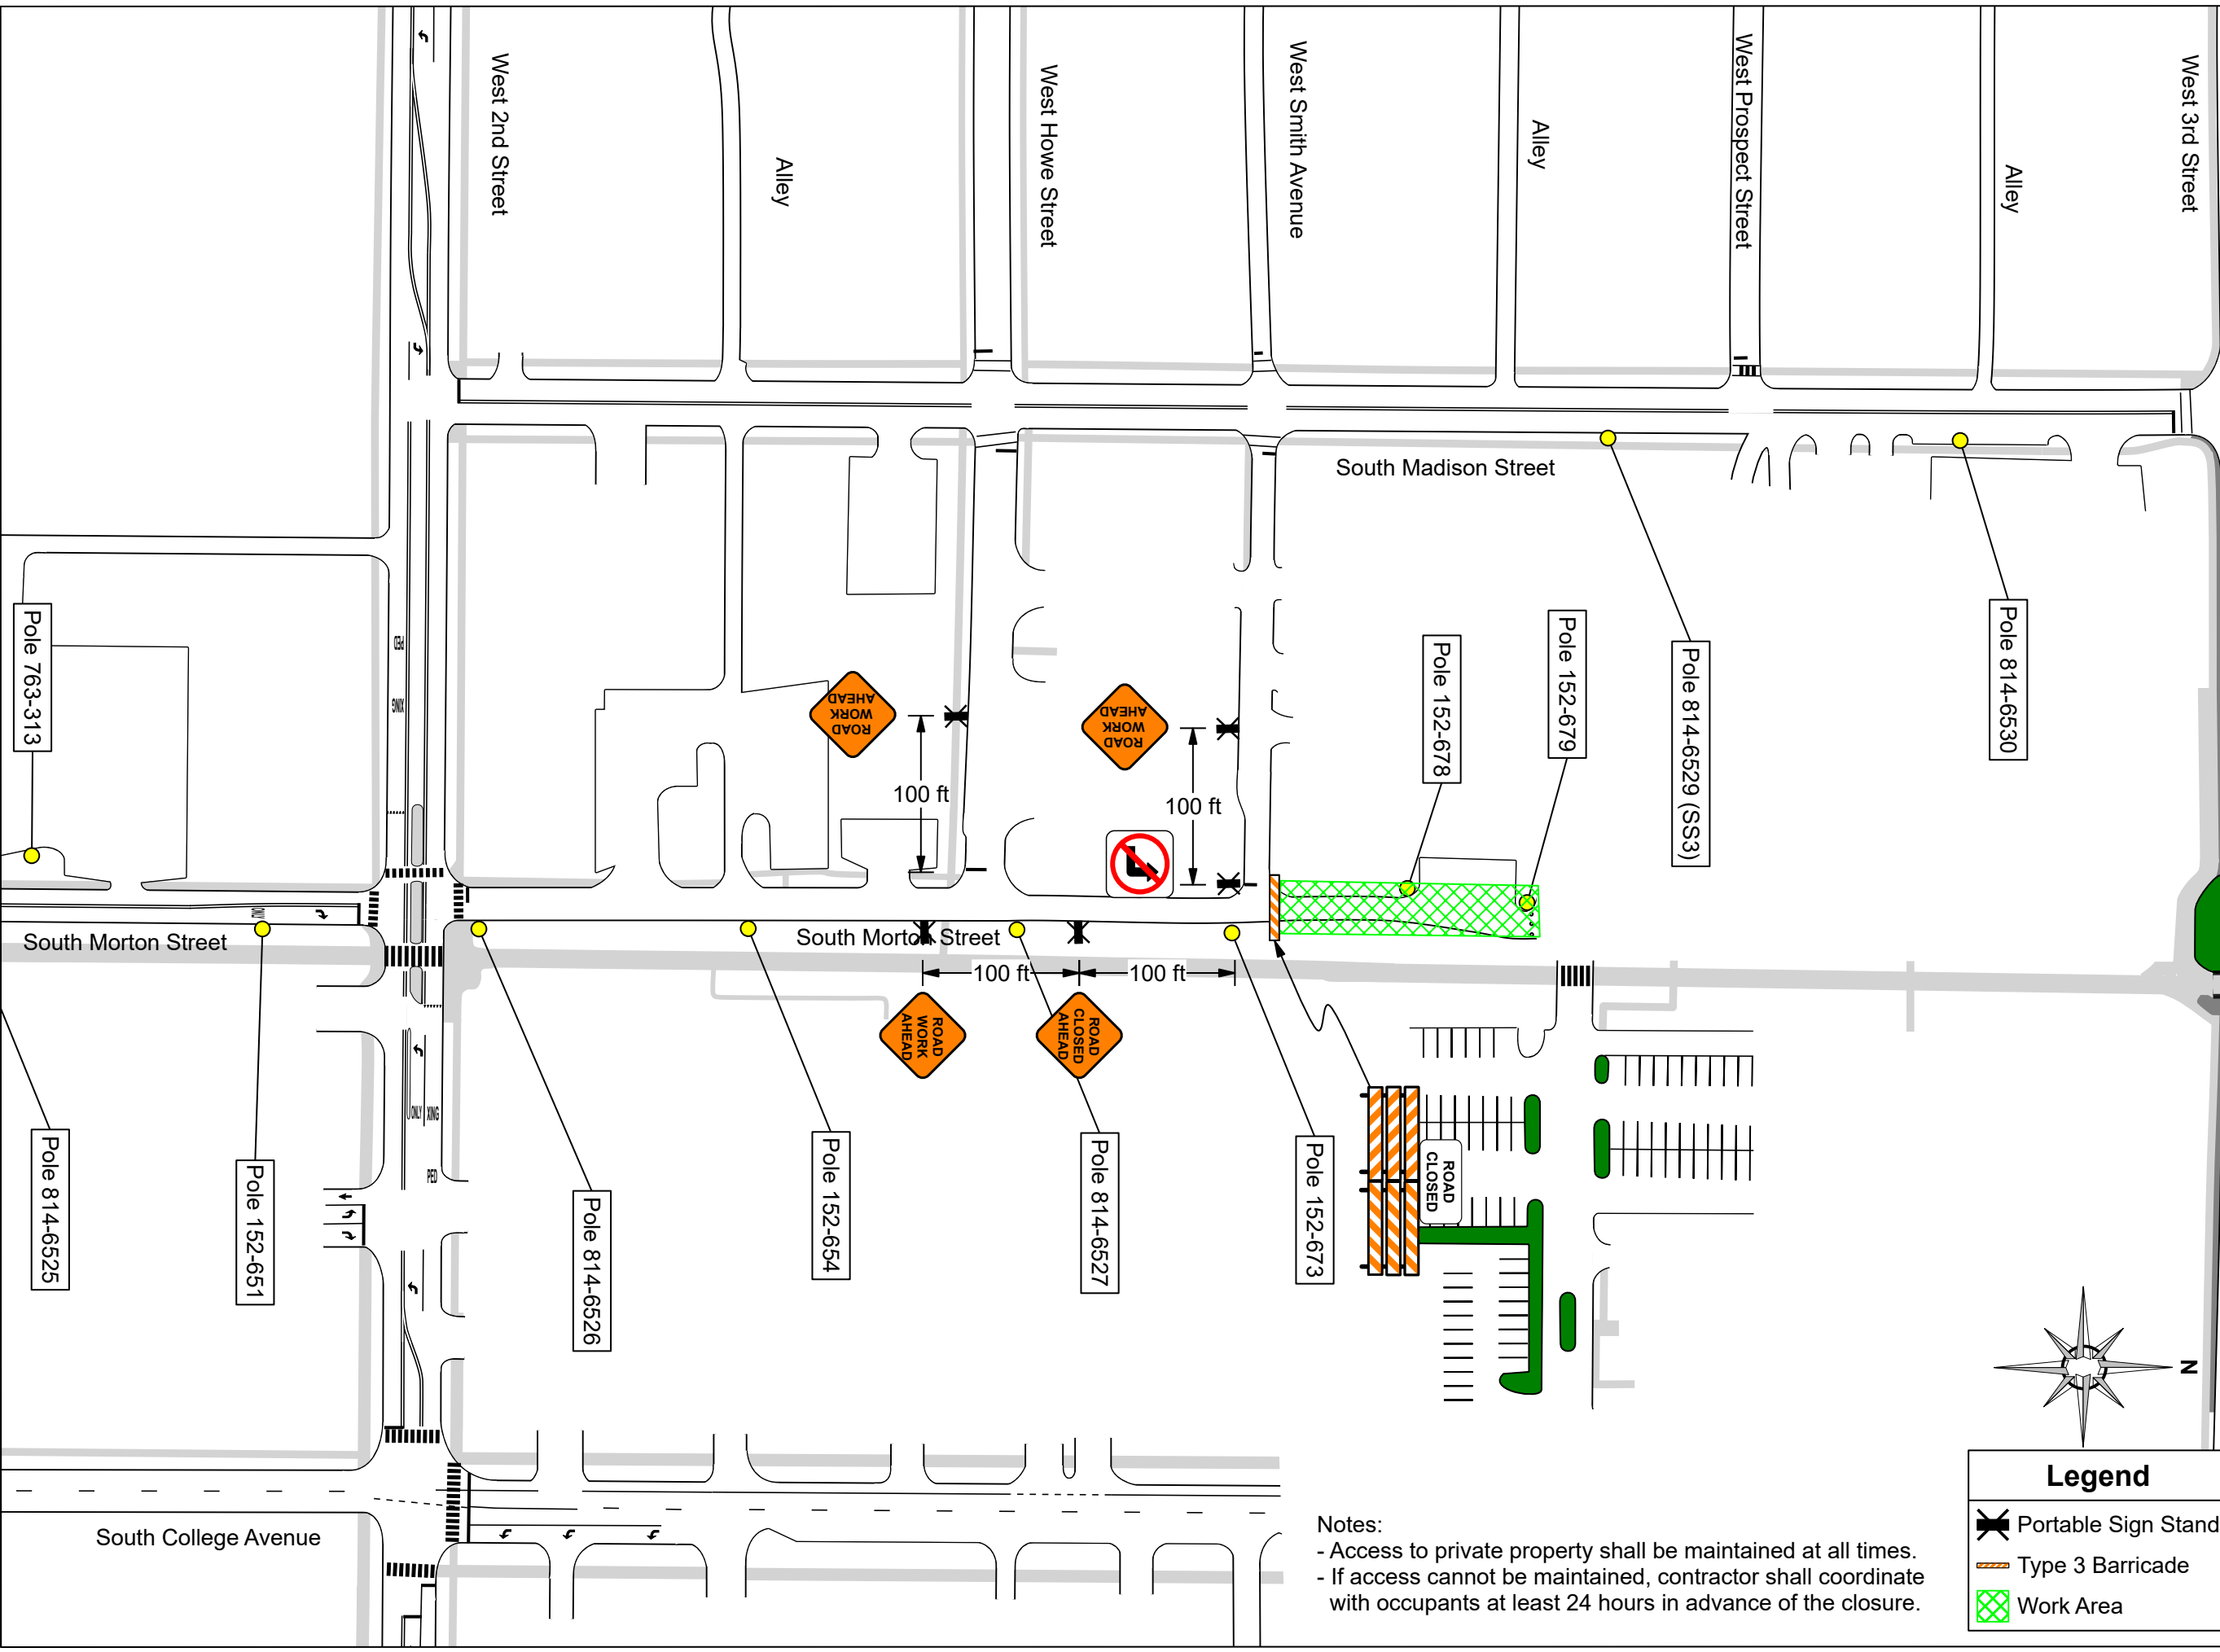 West 2nd Street
Alley
West Howe Street
West Smith Avenue
Alley
West Prospect Street
Alley
West 3rd Street
South Madison Street
Pole 763-313
PED
XING
ROAD
WORK
AHEAD
100 ft
ROAD
WORK
AHEAD
100 ft
Pole 152-678
Pole 152-679
Pole 814-6529 (SS3)
Pole 814-6530
ONLY
South Morton Street
South Morton Street
100 ft
100 ft
ROAD
WORK
AHEAD
ROAD
CLOSED
AHEAD
ONLY
XING
PED
Pole 814-6525
Pole 152-651
Pole 814-6526
Pole 152-654
Pole 814-6527
Pole 152-673
ROAD
CLOSED
N
South College Avenue
Notes:
- Access to private property shall be maintained at all times.
- If access cannot be maintained, contractor shall coordinate
with occupants at least 24 hours in advance of the closure.
Legend
Portable Sign Stand
Type 3 Barricade
Work Area